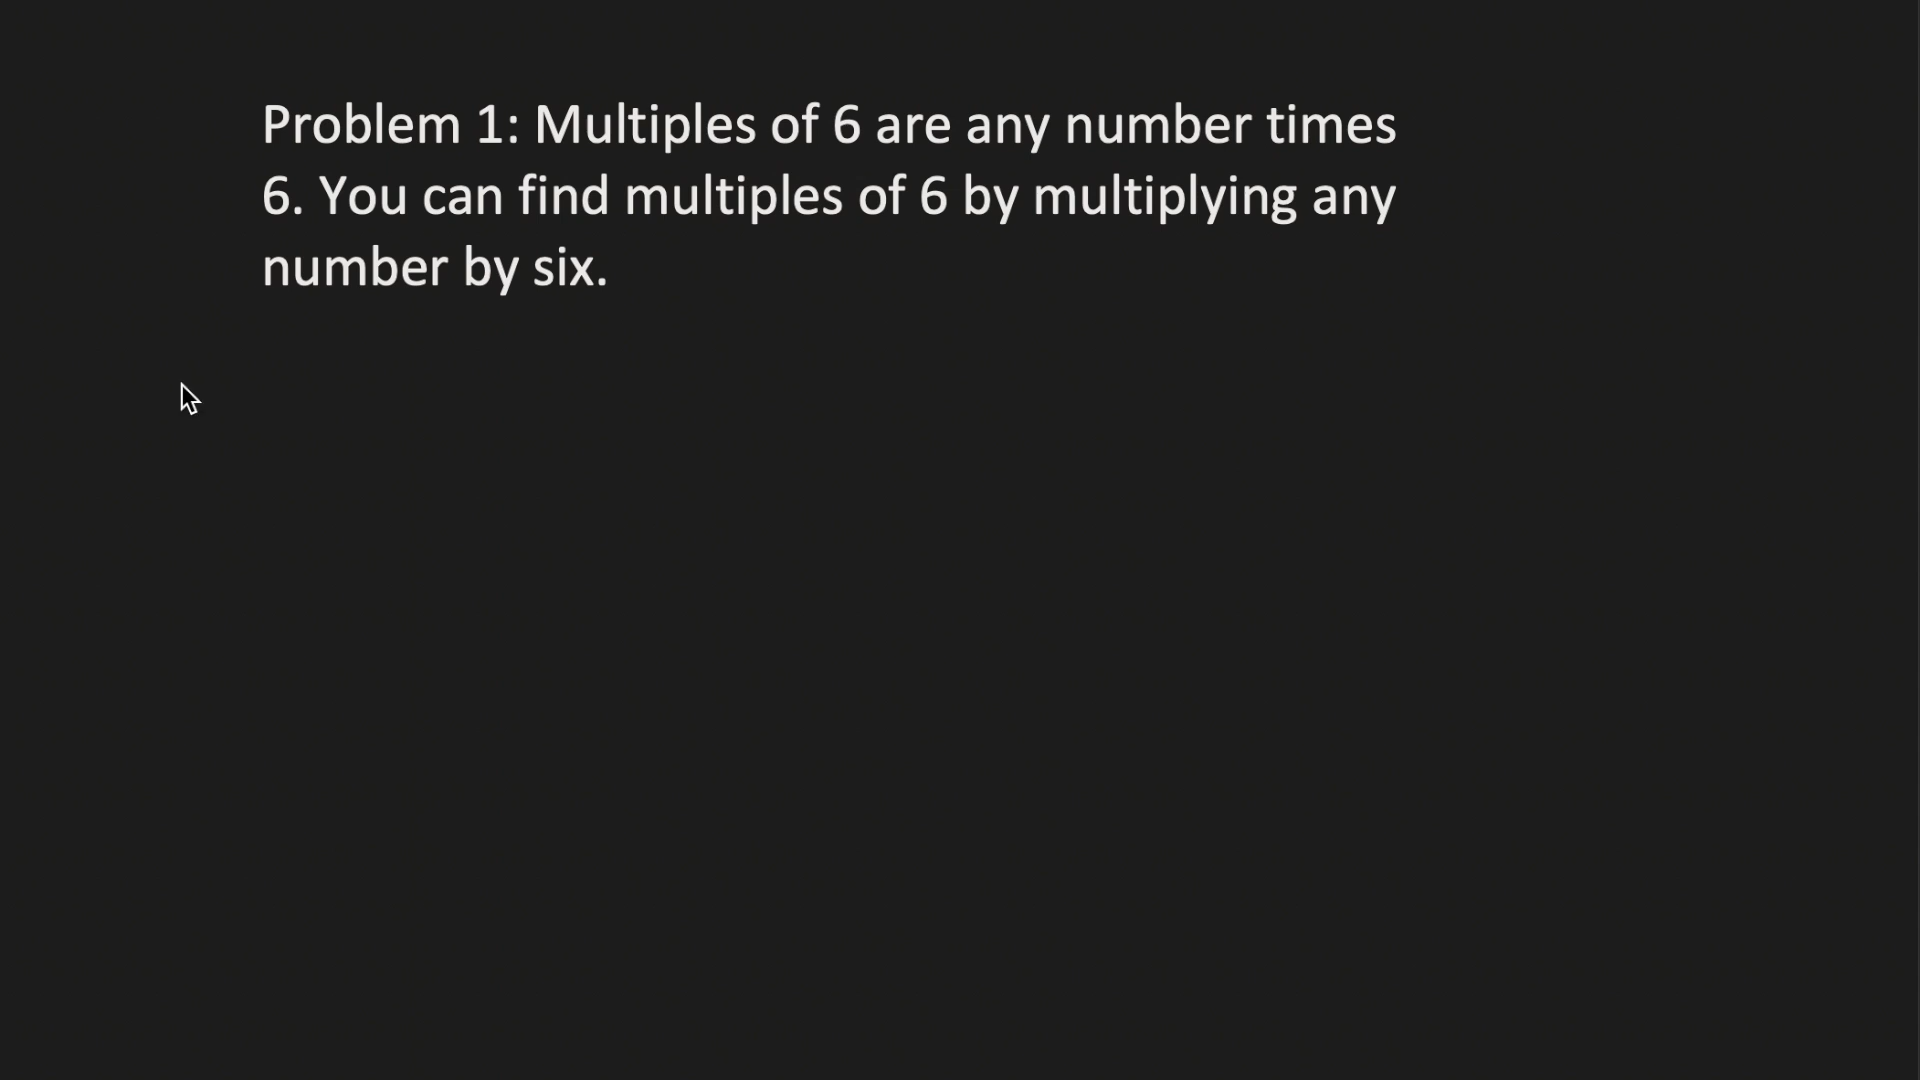 Problem 1: Multiples of 6 are any number times
6. You can find multiples of 6 by multiplying any
number by six.